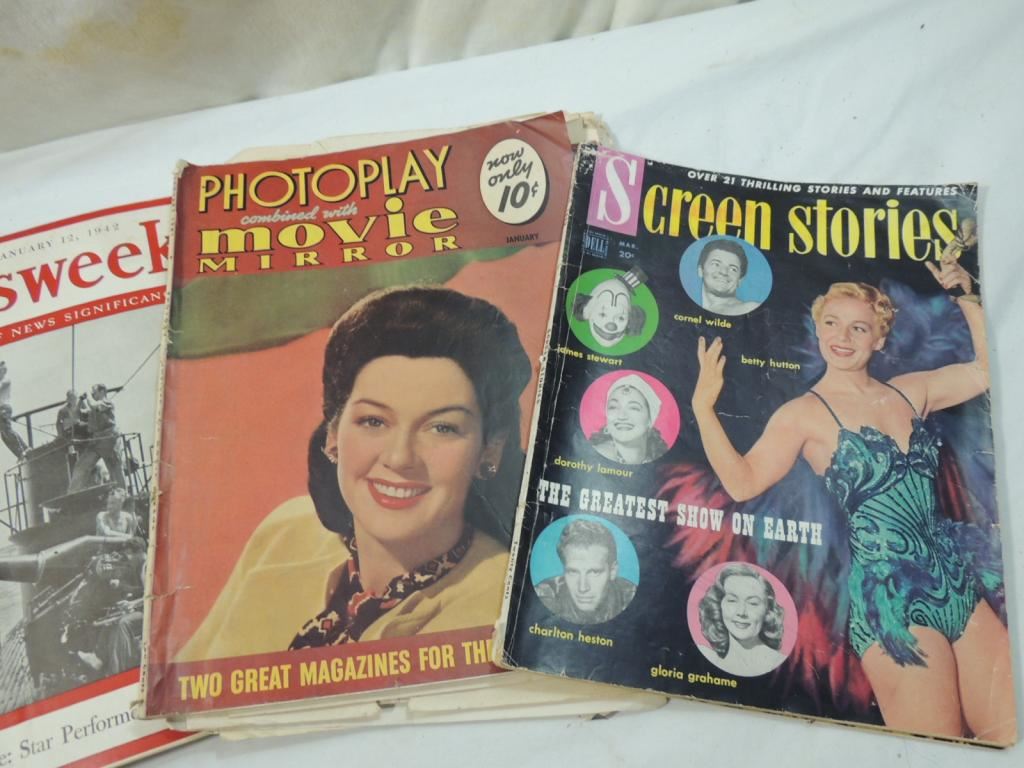 JANUARY 12, 1942
sweek
F NEWS SIGNIFICANC
e: Star Performe
PHOTOPLAY
combined with
movie
MIRROR
now
only
10¢
JANUARY
TWO GREAT MAGAZINES FOR THE
OVER 21 THRILLING STORIES AND FEATURES
Screen stories
DELL
MAR.
20¢
cornel wilde
james stewart
betty hutton
dorothy lamour
THE GREATEST SHOW ON EARTH
charlton heston
gloria grahame